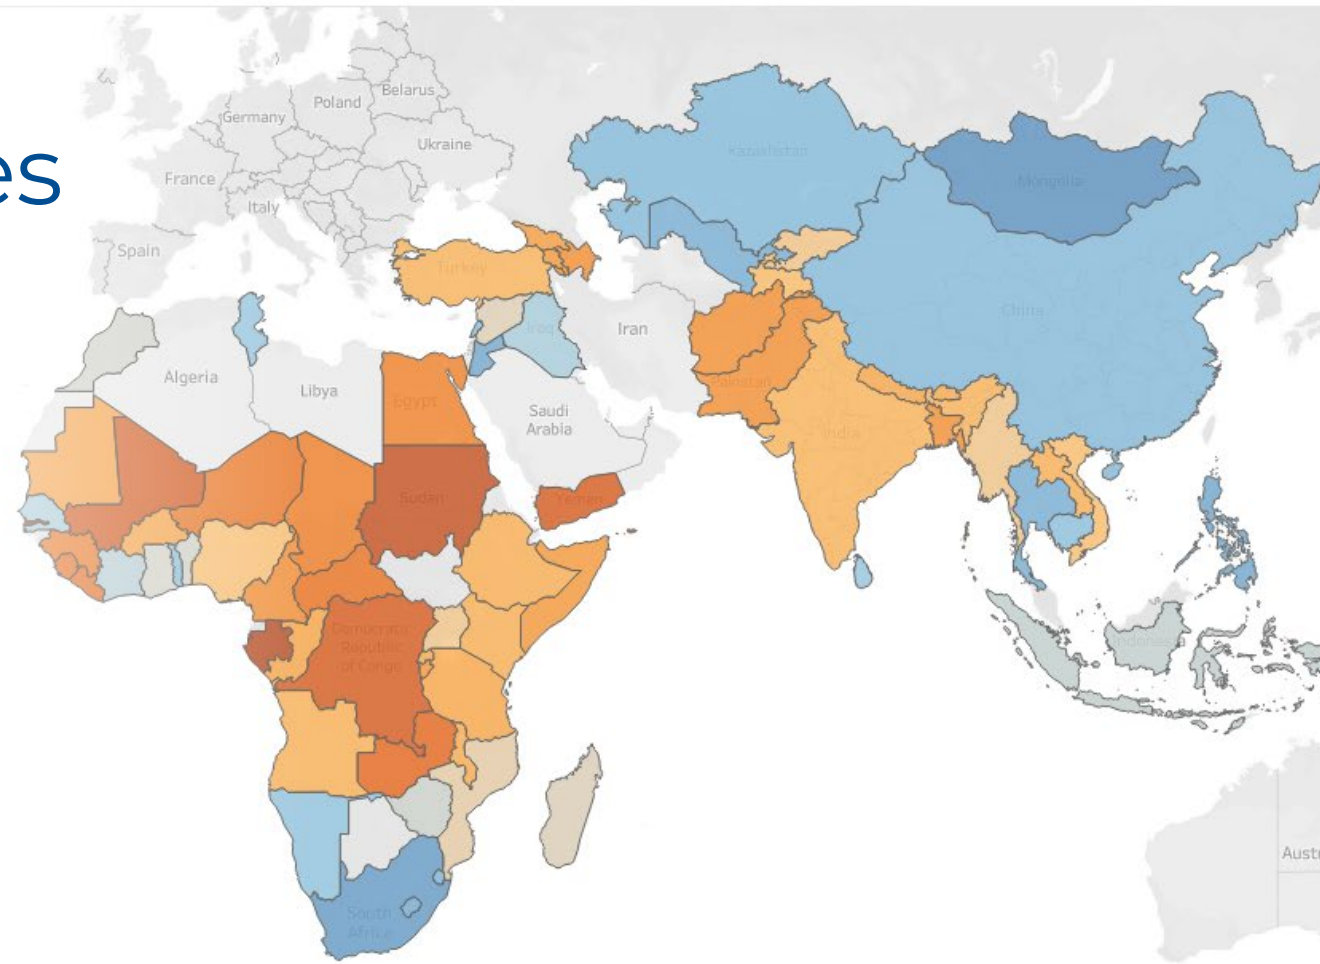 es
Belarus
Poland
Germany
Ukraine
France
Italy
Spain
Kazakhstan
Mongolia
Turkey
China
Iraq
Iran
Algeria
Libya
Egypt
Saudi
Arabia
Pakistan
India
Sudan
Yemen
Democratic
Republic
of Congo
Indonesia
South
Africa
Austr